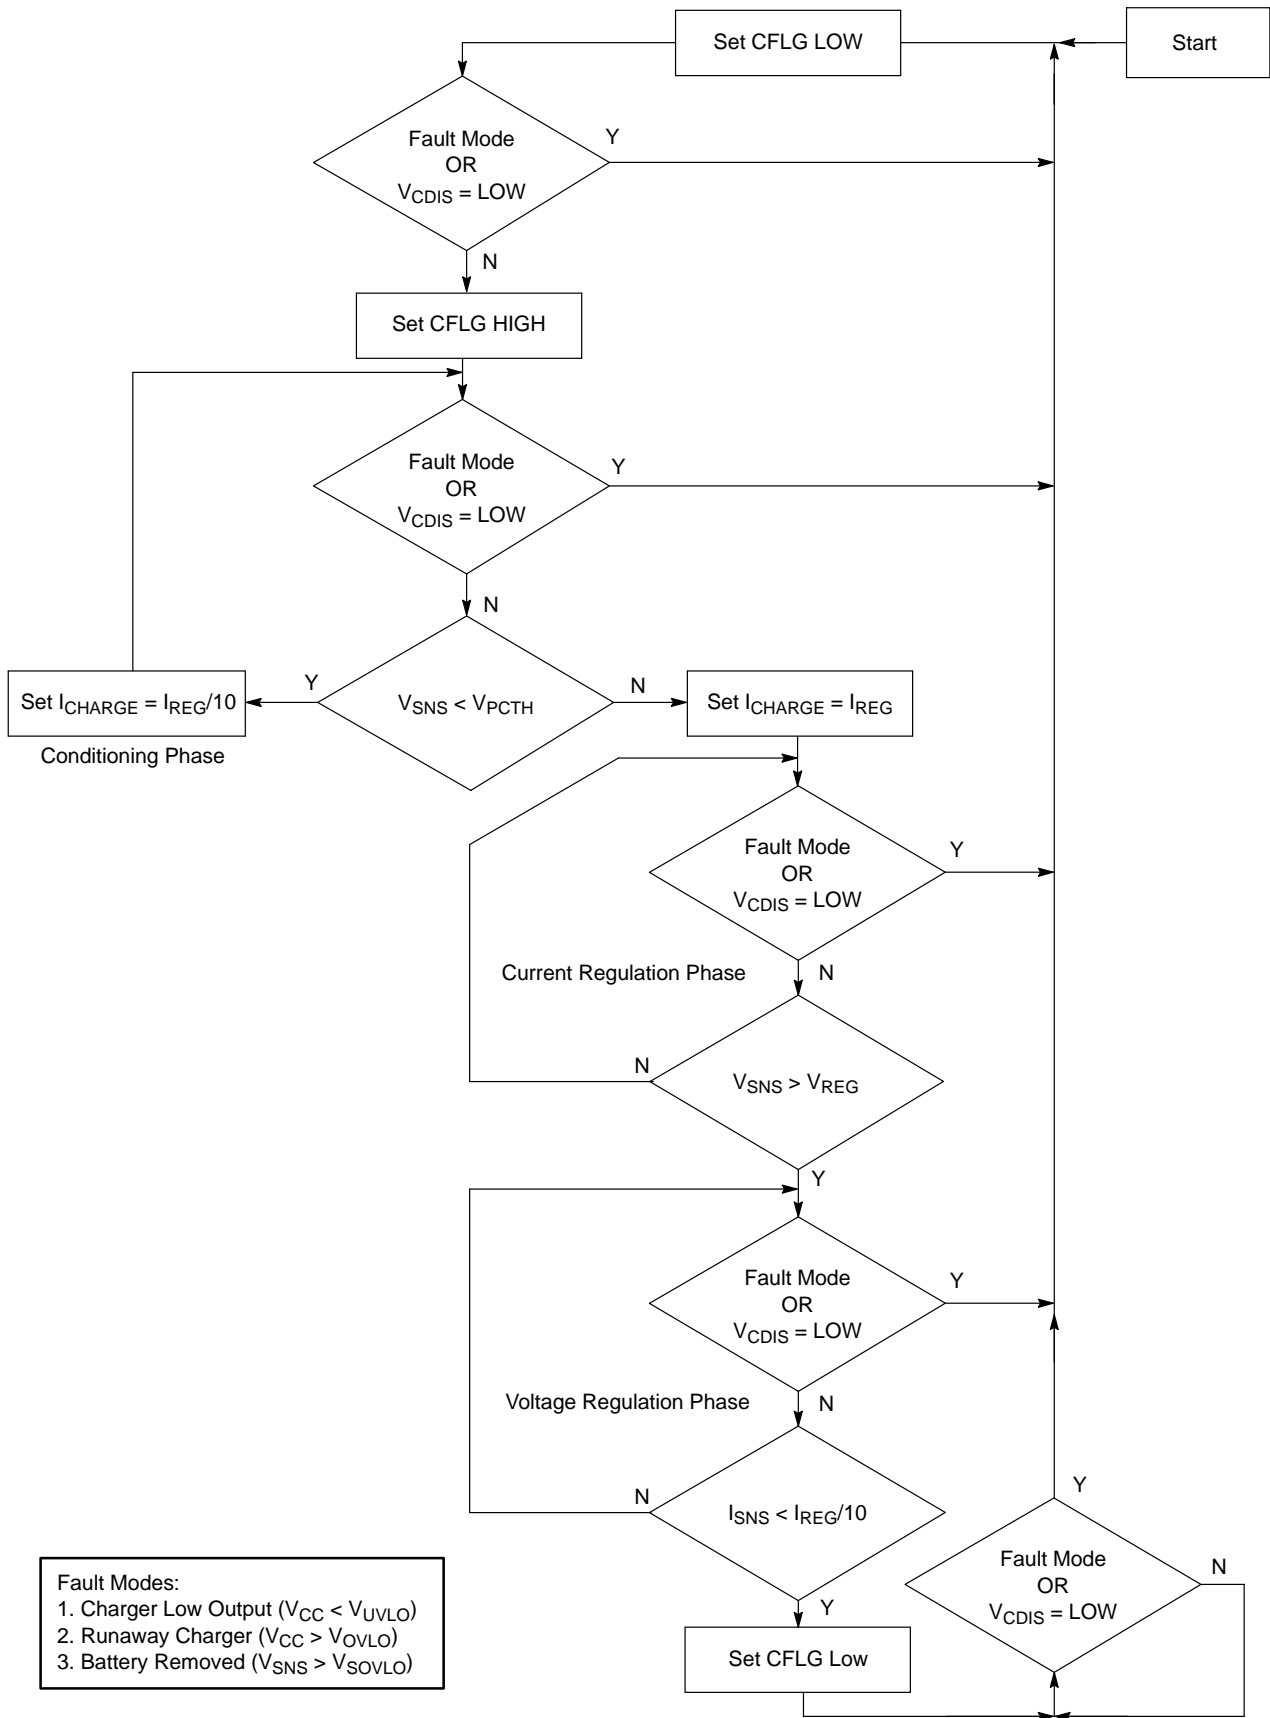 Set CFLG LOW
Start
Fault Mode
OR
V_CDIS = LOW
Y
N
Set CFLG HIGH
Fault Mode
OR
V_CDIS = LOW
Y
N
Set I_CHARGE = I_REG/10
Y
V_SNS < V_PCTH
N
Set I_CHARGE = I_REG
Conditioning Phase
Fault Mode
OR
V_CDIS = LOW
Y
N
Current Regulation Phase
V_SNS > V_REG
N
Y
Fault Mode
OR
V_CDIS = LOW
Y
N
Voltage Regulation Phase
I_SNS < I_REG/10
N
Y
Set CFLG Low
Y
Fault Mode
OR
V_CDIS = LOW
N
Fault Modes:
1. Charger Low Output (V_CC < V_UVLO)
2. Runaway Charger (V_CC > V_OVLO)
3. Battery Removed (V_SNS > V_SOVLO)